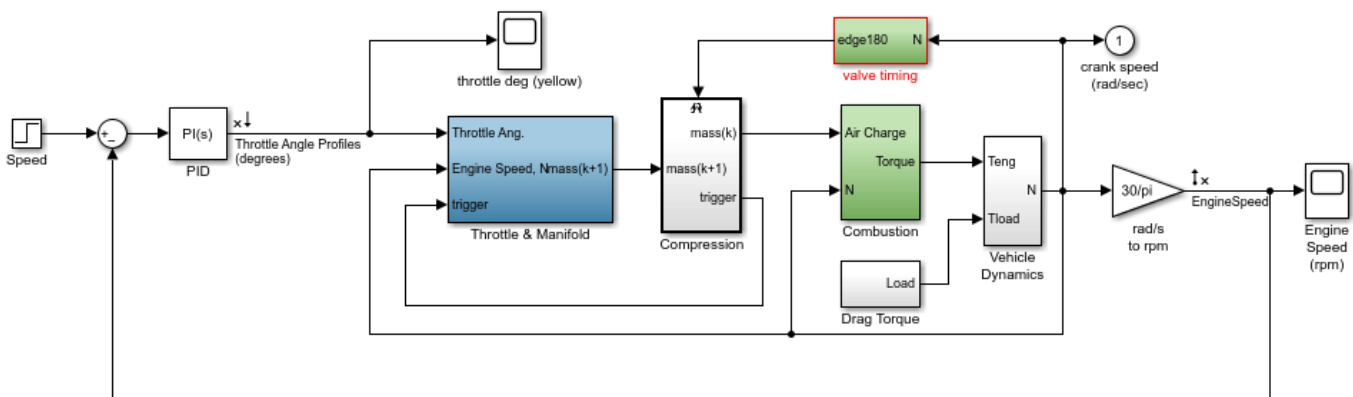 throttle deg (yellow)
edge180
N
valve timing
1
crank speed
(rad/sec)
Speed
+
−
PI(s)
PID
Throttle Angle Profiles
(degrees)
Throttle Ang.
Engine Speed, N
mass(k+1)
trigger
Throttle & Manifold
mass(k)
mass(k+1)
trigger
Compression
Air Charge
Torque
N
Combustion
Load
Drag Torque
Teng
N
Tload
Vehicle
Dynamics
30/pi
rad/s
to rpm
EngineSpeed
Engine
Speed
(rpm)